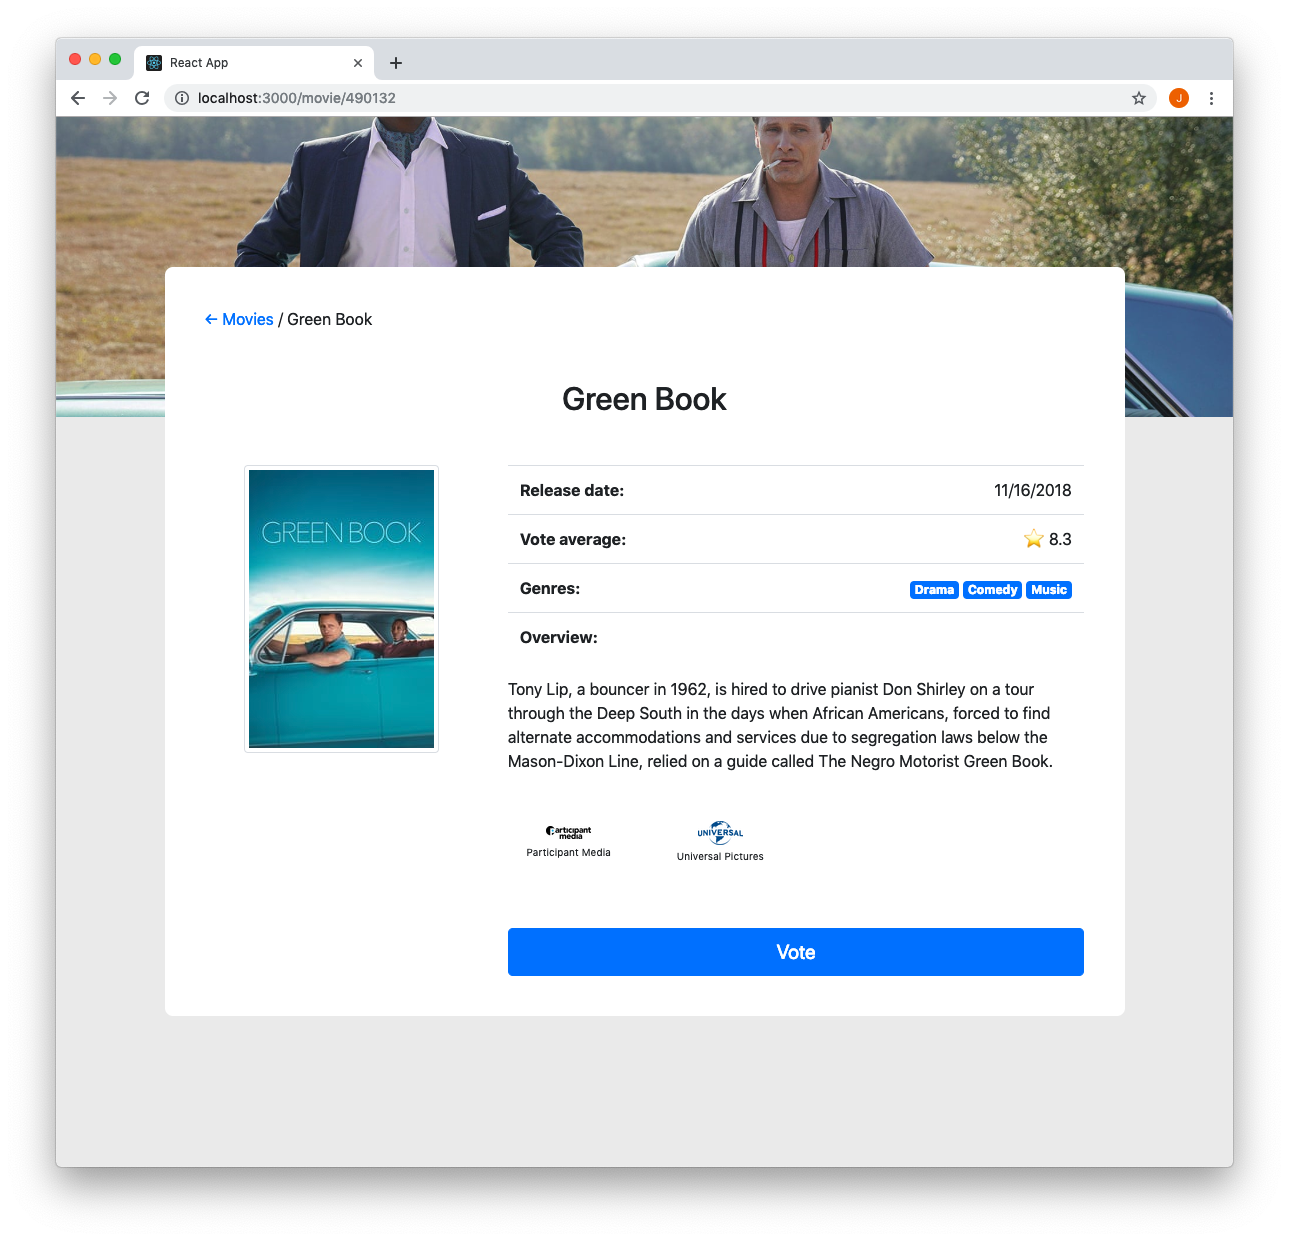 React App
localhost:3000/movie/490132
J
← Movies / Green Book
Green Book
GREEN BOOK
Release date: 11/16/2018
Vote average: ⭐ 8.3
Genres: Drama Comedy Music
Overview:
Tony Lip, a bouncer in 1962, is hired to drive pianist Don Shirley on a tour
through the Deep South in the days when African Americans, forced to find
alternate accommodations and services due to segregation laws below the
Mason-Dixon Line, relied on a guide called The Negro Motorist Green Book.
Participant
media
Participant Media
UNIVERSAL
Universal Pictures
Vote